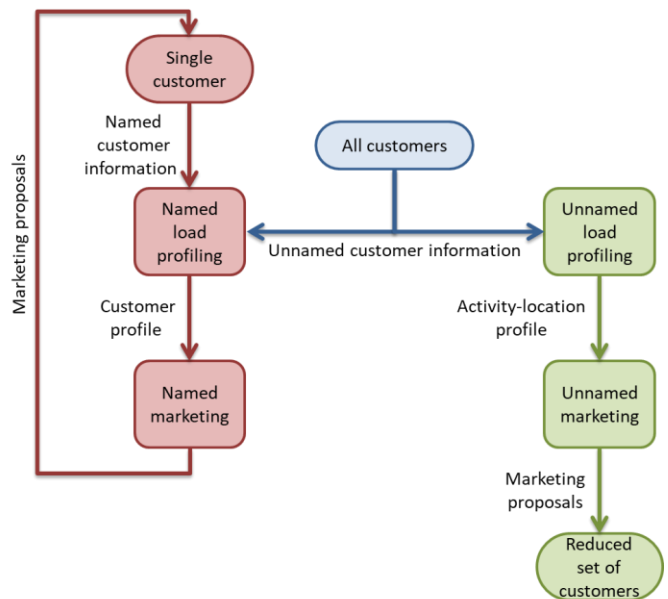 Single
customer
Named
customer
information
Marketing proposals
All customers
Named
load
profiling
Unnamed customer information
Unnamed
load
profiling
Customer
profile
Activity-location
profile
Named
marketing
Unnamed
marketing
Marketing
proposals
Reduced
set of
customers